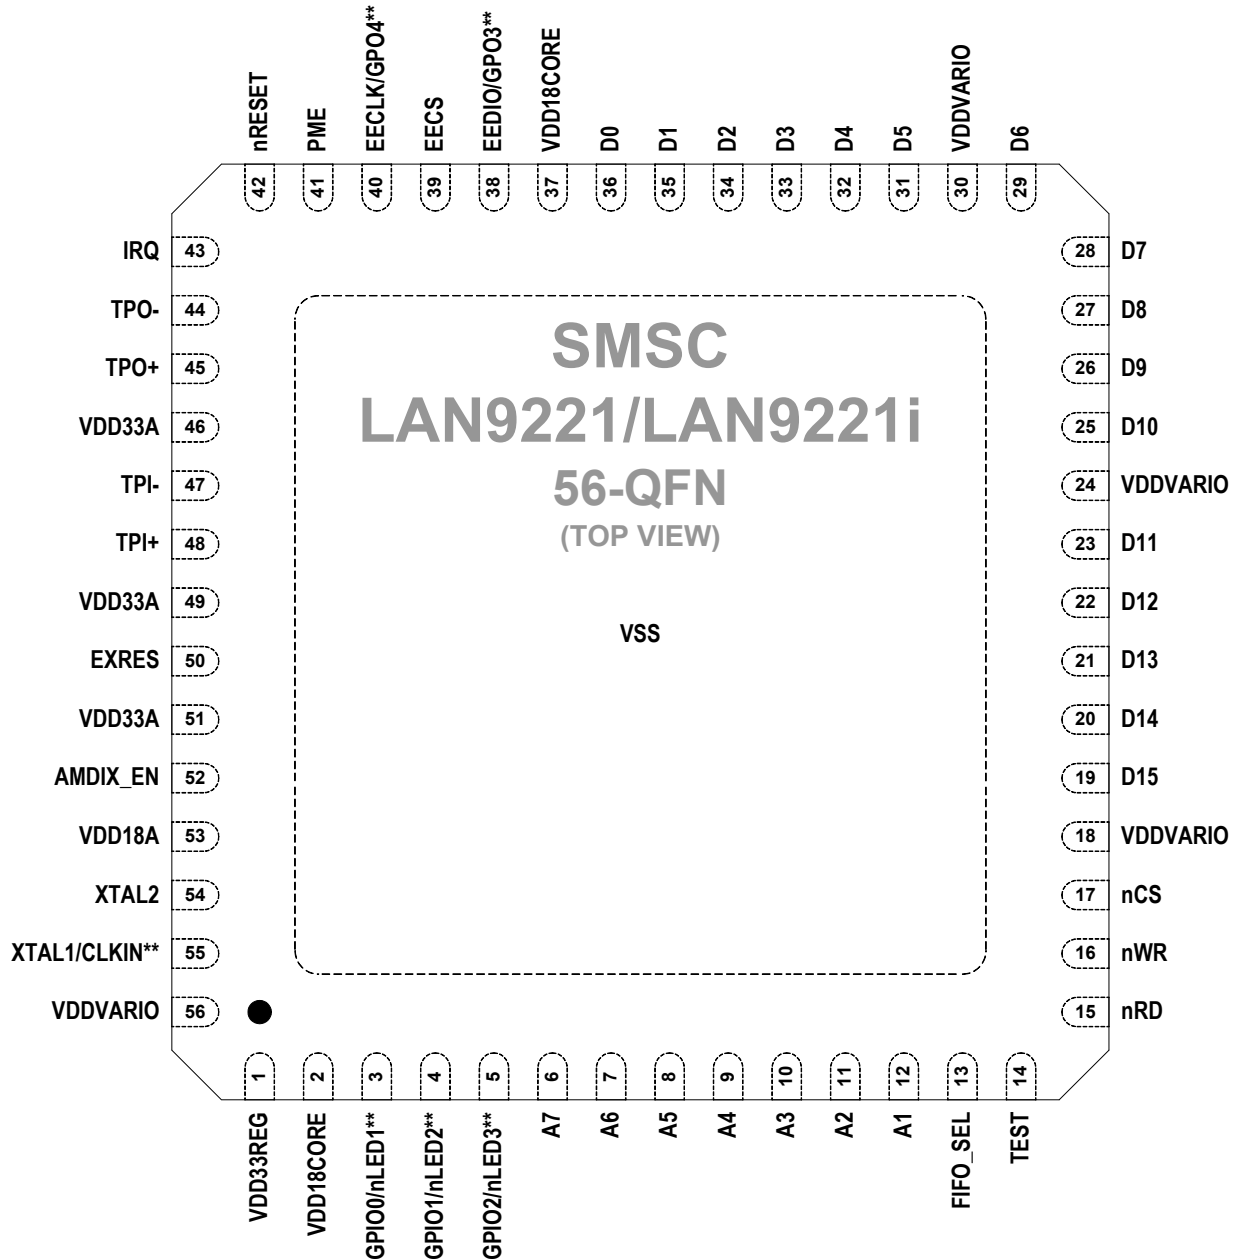 nRESET
PME
EECLK/GPO4**
EECS
EEDIO/GPO3**
VDD18CORE
D0
D1
D2
D3
D4
D5
VDDVARIO
D6
42
41
40
39
38
37
36
35
34
33
32
31
30
29
IRQ 43
TPO- 44
TPO+ 45
VDD33A 46
TPI- 47
TPI+ 48
VDD33A 49
EXRES 50
VDD33A 51
AMDIX_EN 52
VDD18A 53
XTAL2 54
XTAL1/CLKIN** 55
VDDVARIO 56
SMSC
LAN9221/LAN9221i
56-QFN
(TOP VIEW)
VSS
28 D7
27 D8
26 D9
25 D10
24 VDDVARIO
23 D11
22 D12
21 D13
20 D14
19 D15
18 VDDVARIO
17 nCS
16 nWR
15 nRD
1
2
3
4
5
6
7
8
9
10
11
12
13
14
VDD33REG
VDD18CORE
GPIO0/nLED1**
GPIO1/nLED2**
GPIO2/nLED3**
A7
A6
A5
A4
A3
A2
A1
FIFO_SEL
TEST